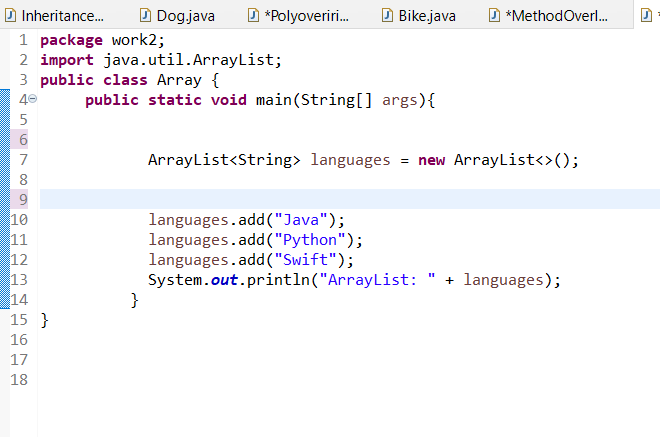 Inheritance... Dog.java *Polyoveriri... Bike.java *MethodOverl...
1 package work2;
2 import java.util.ArrayList;
3 public class Array {
4 public static void main(String[] args){
5
6
7 ArrayList<String> languages = new ArrayList<>();
8
9
10 languages.add("Java");
11 languages.add("Python");
12 languages.add("Swift");
13 System.out.println("ArrayList: " + languages);
14 }
15 }
16
17
18